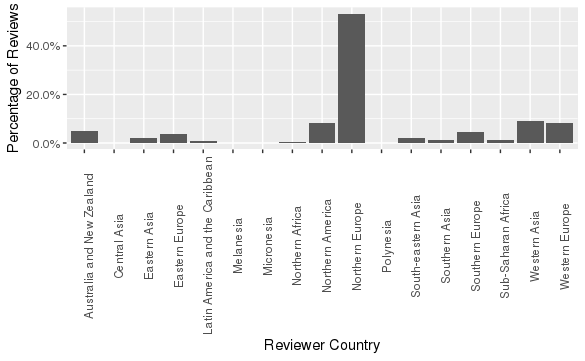 Percentage of Reviews
40.0%
20.0%
0.0%
Australia and New Zealand
Central Asia
Eastern Asia
Eastern Europe
Latin America and the Caribbean
Melanesia
Micronesia
Northern Africa
Northern America
Northern Europe
Polynesia
South-eastern Asia
Southern Asia
Southern Europe
Sub-Saharan Africa
Western Asia
Western Europe
Reviewer Country